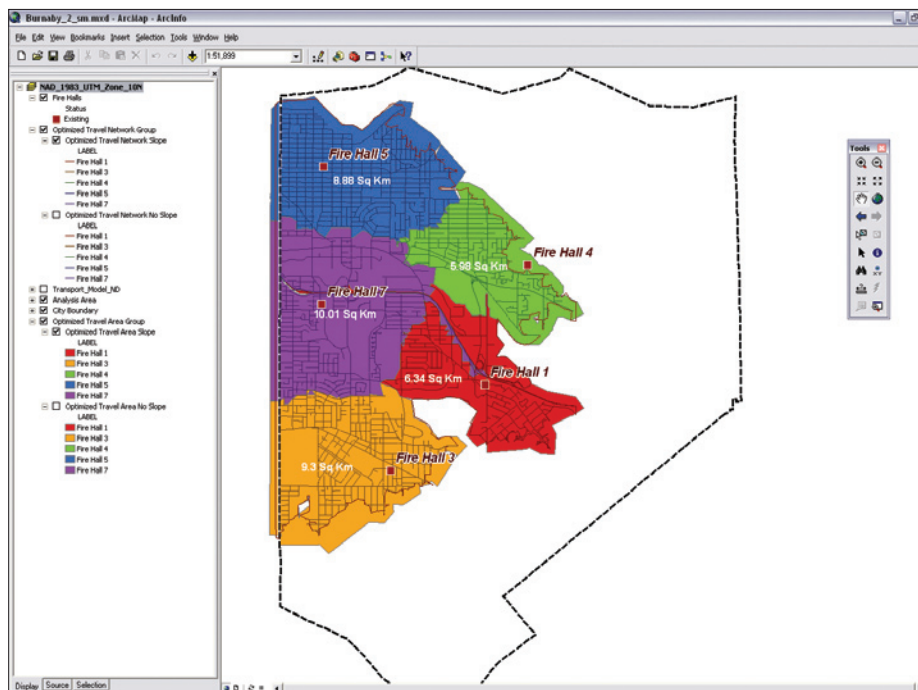 Burnaby_2_sm.mxd - ArcMap - ArcInfo
File Edit View Bookmarks Insert Selection Tools Window Help
1:51,899
NAD_1983_UTM_Zone_10N
Fire Halls
Status
Existing
Optimized Travel Network Group
Optimized Travel Network Slope
LABEL
Fire Hall 1
Fire Hall 3
Fire Hall 4
Fire Hall 5
Fire Hall 7
Optimized Travel Network No Slope
LABEL
Fire Hall 1
Fire Hall 3
Fire Hall 4
Fire Hall 5
Fire Hall 7
Transport_Model_ND
Analysis Area
City Boundary
Optimized Travel Area Group
Optimized Travel Area Slope
LABEL
Fire Hall 1
Fire Hall 3
Fire Hall 4
Fire Hall 5
Fire Hall 7
Optimized Travel Area No Slope
LABEL
Fire Hall 1
Fire Hall 3
Fire Hall 4
Fire Hall 5
Fire Hall 7
Display Source Selection
Fire Hall 5
8.88 Sq Km
Fire Hall 4
Sq Km
Fire Hall 7
10.01 Sq Km
Fire Hall 1
6.34 Sq Km
Fire Hall 3
9.3 Sq Km
Tools